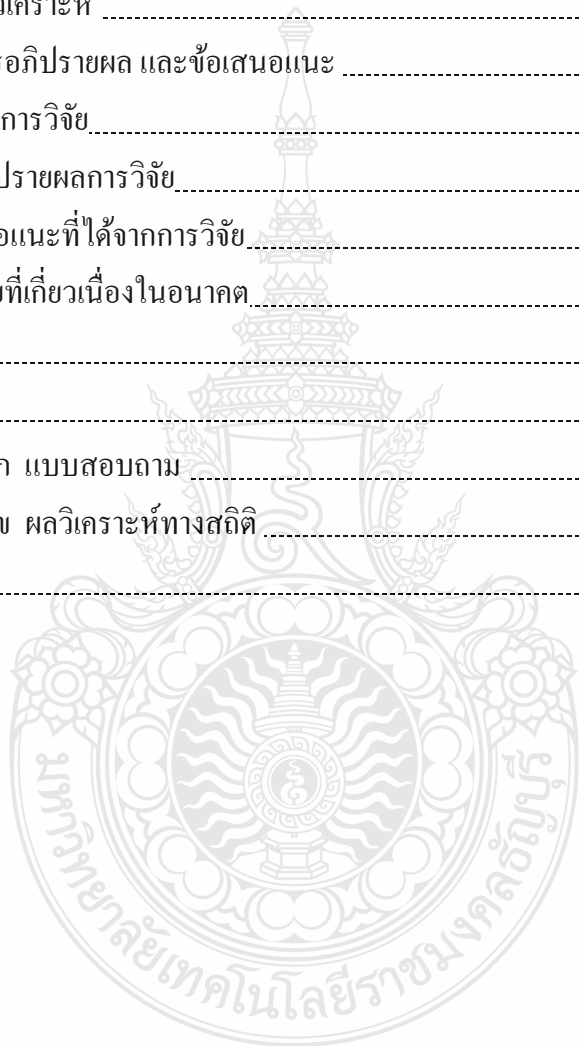 วิเคราะห์
รอภิปรายผล และข้อเสนอแนะ
การวิจัย
ปรายผลการวิจัย
อแนะที่ได้จากการวิจัย
ที่เกี่ยวเนื่องในอนาคต
ก แบบสอบถาม
ข ผลวิเคราะห์ทางสถิติ
มหาวิทยาลัยเทคโนโลยีราชมงคลธัญบุรี